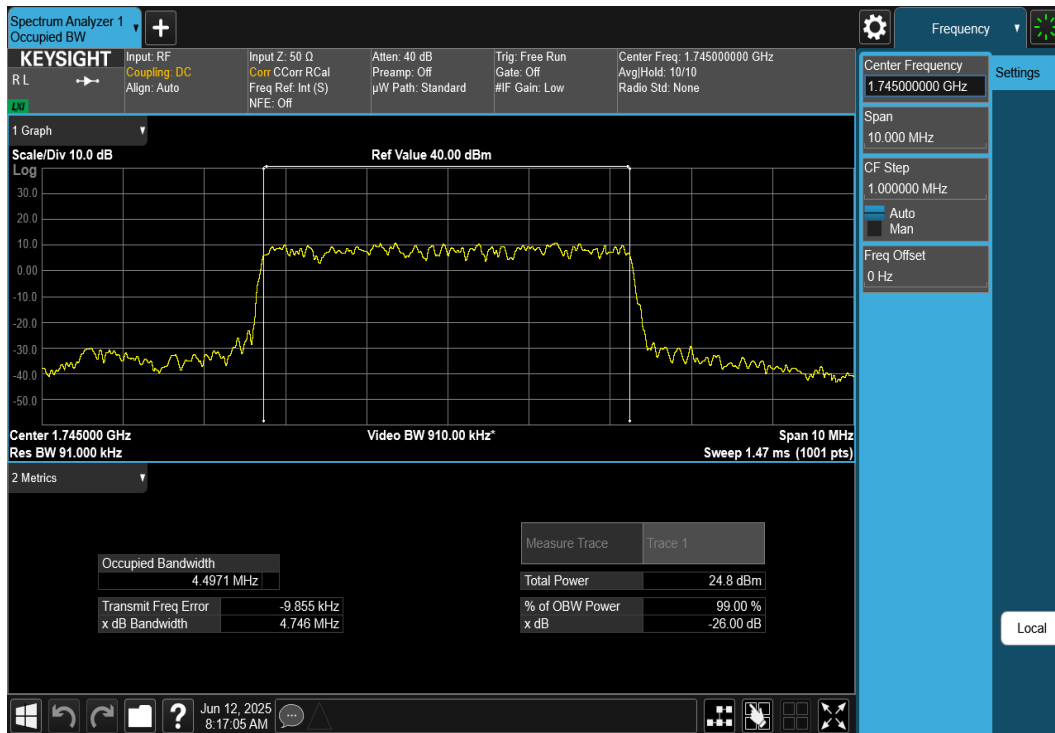 Spectrum Analyzer 1
Occupied BW
Frequency
KEYSIGHT
R L
LXI
Input: RF
Coupling: DC
Align: Auto
Input Z: 50 Ω
Corr CCorr RCal
Freq Ref: Int (S)
NFE: Off
Atten: 40 dB
Preamp: Off
µW Path: Standard
Trig: Free Run
Gate: Off
#IF Gain: Low
Center Freq: 1.745000000 GHz
Avg|Hold: 10/10
Radio Std: None
Center Frequency
1.745000000 GHz
Settings
Span
10.000 MHz
CF Step
1.000000 MHz
Auto
Man
Freq Offset
0 Hz
1 Graph
Scale/Div 10.0 dB
Ref Value 40.00 dBm
Log
30.0
20.0
10.0
0.00
-10.0
-20.0
-30.0
-40.0
-50.0
Center 1.745000 GHz
Video BW 910.00 kHz*
Span 10 MHz
Res BW 91.000 kHz
Sweep 1.47 ms (1001 pts)
2 Metrics
Measure Trace
Trace 1
Occupied Bandwidth
4.4971 MHz
Total Power
24.8 dBm
Transmit Freq Error
-9.855 kHz
% of OBW Power
99.00 %
x dB Bandwidth
4.746 MHz
x dB
-26.00 dB
Local
?
Jun 12, 2025
8:17:05 AM